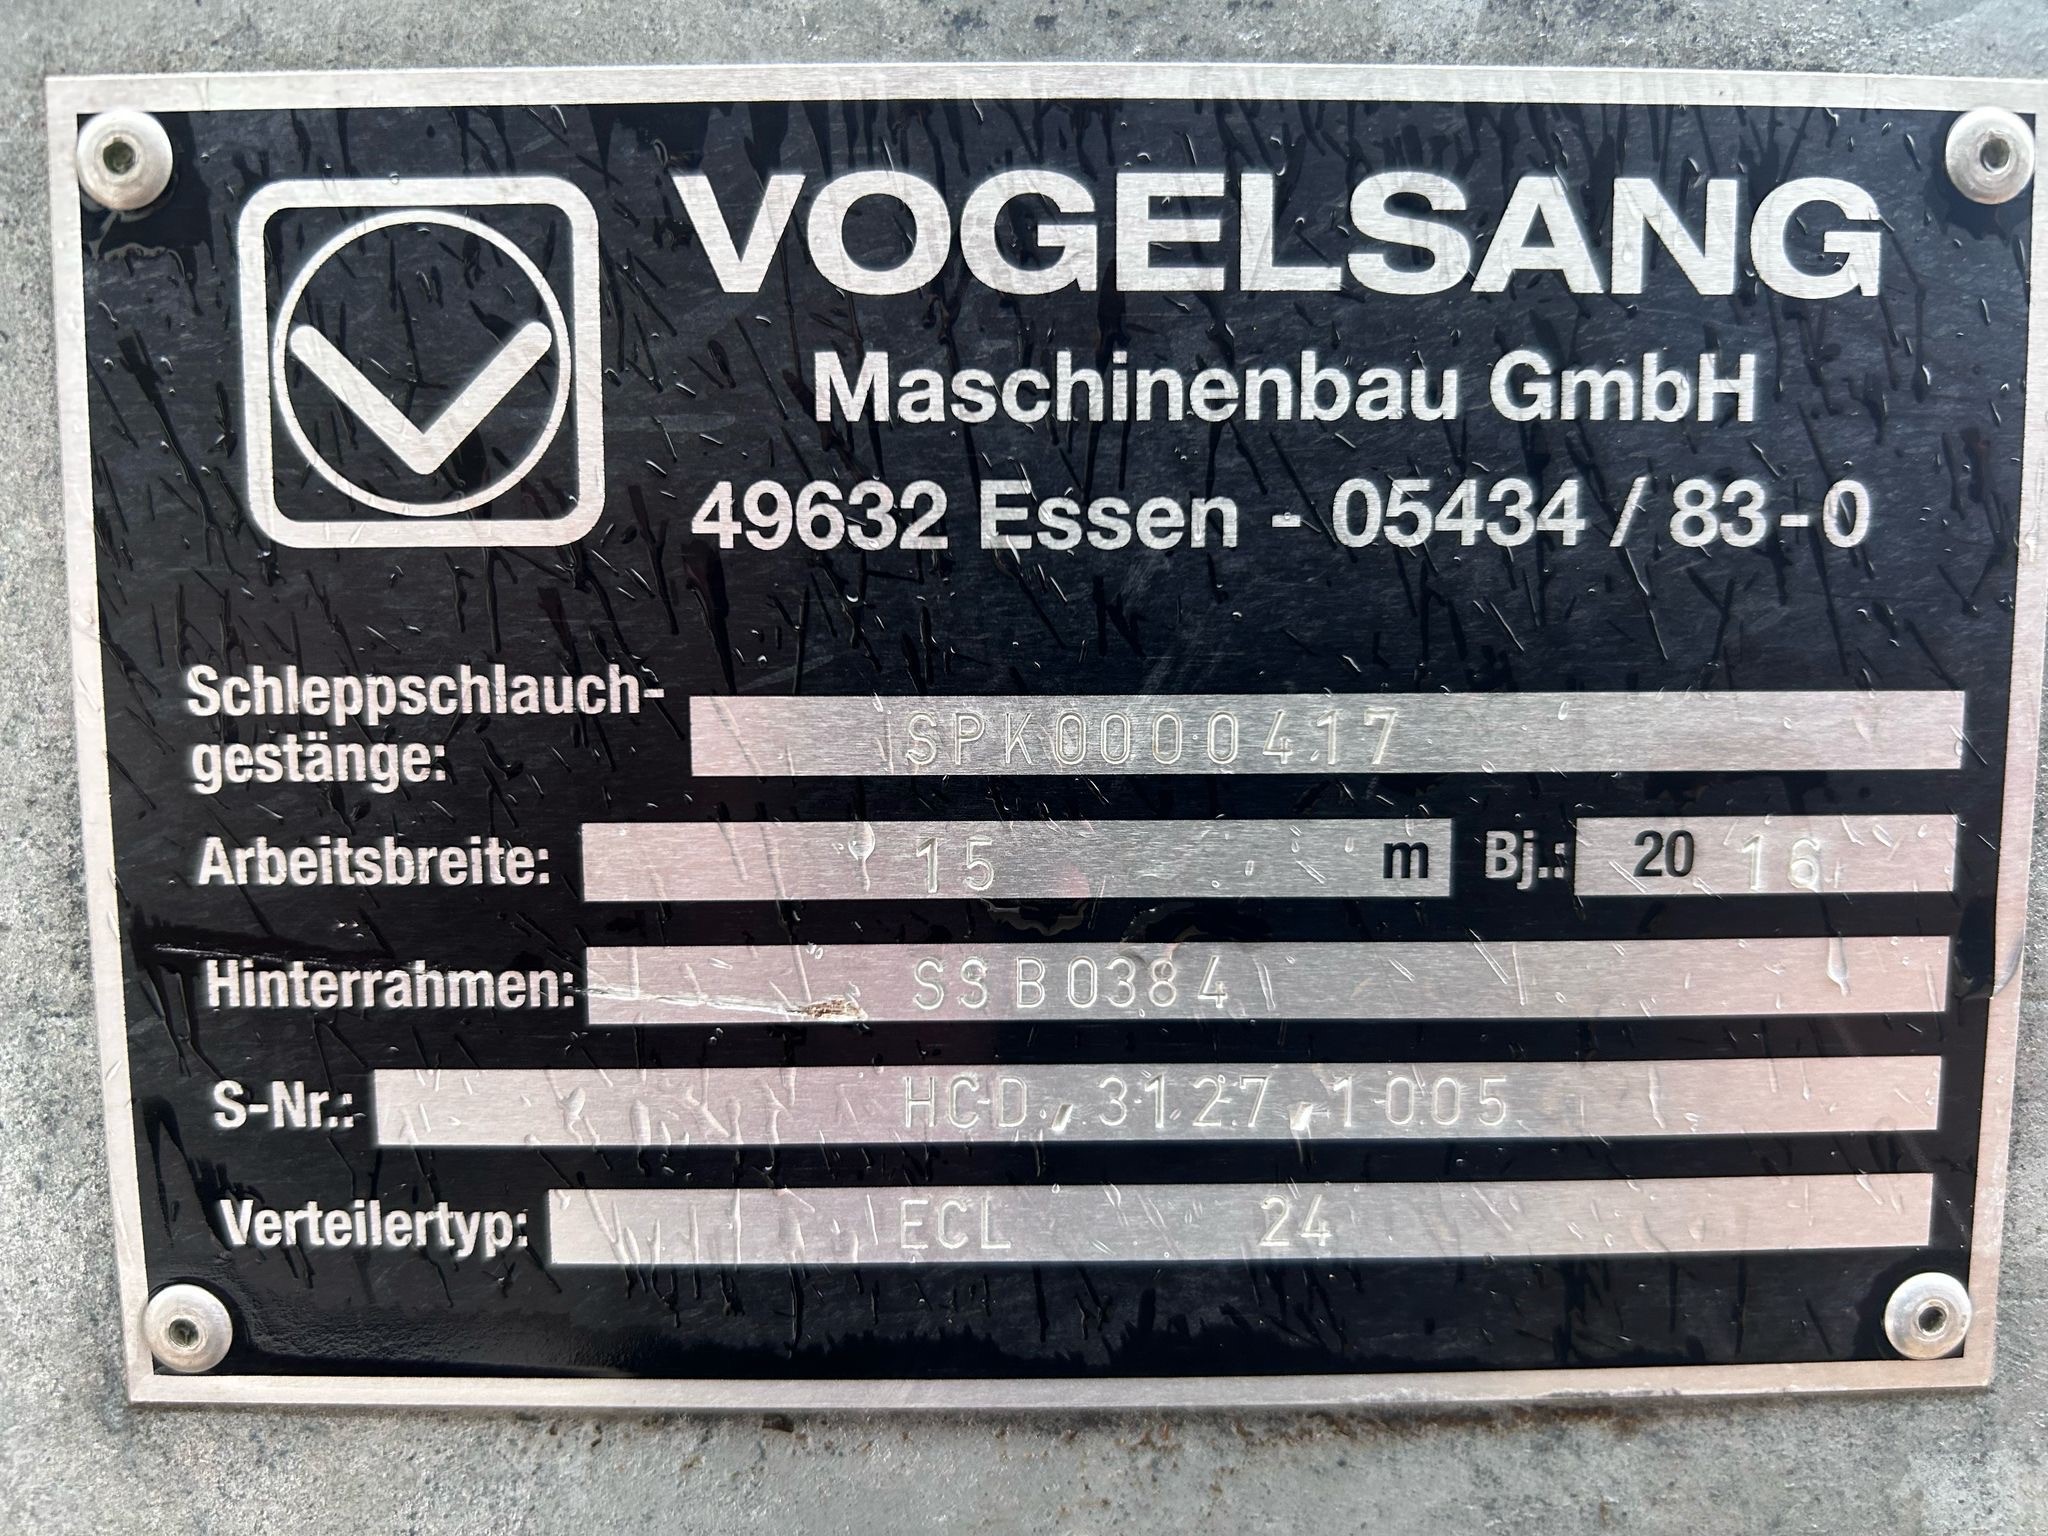 VOGELSANG
Maschinenbau GmbH
49632 Essen - 05434 / 83-0
Schleppschlauch-
gestänge: SPK0000417
Arbeitsbreite: 15 m Bj.: 20 16
Hinterrahmen: SSB0384
S-Nr.: HCD,3127,1005
Verteilertyp: ECL 24